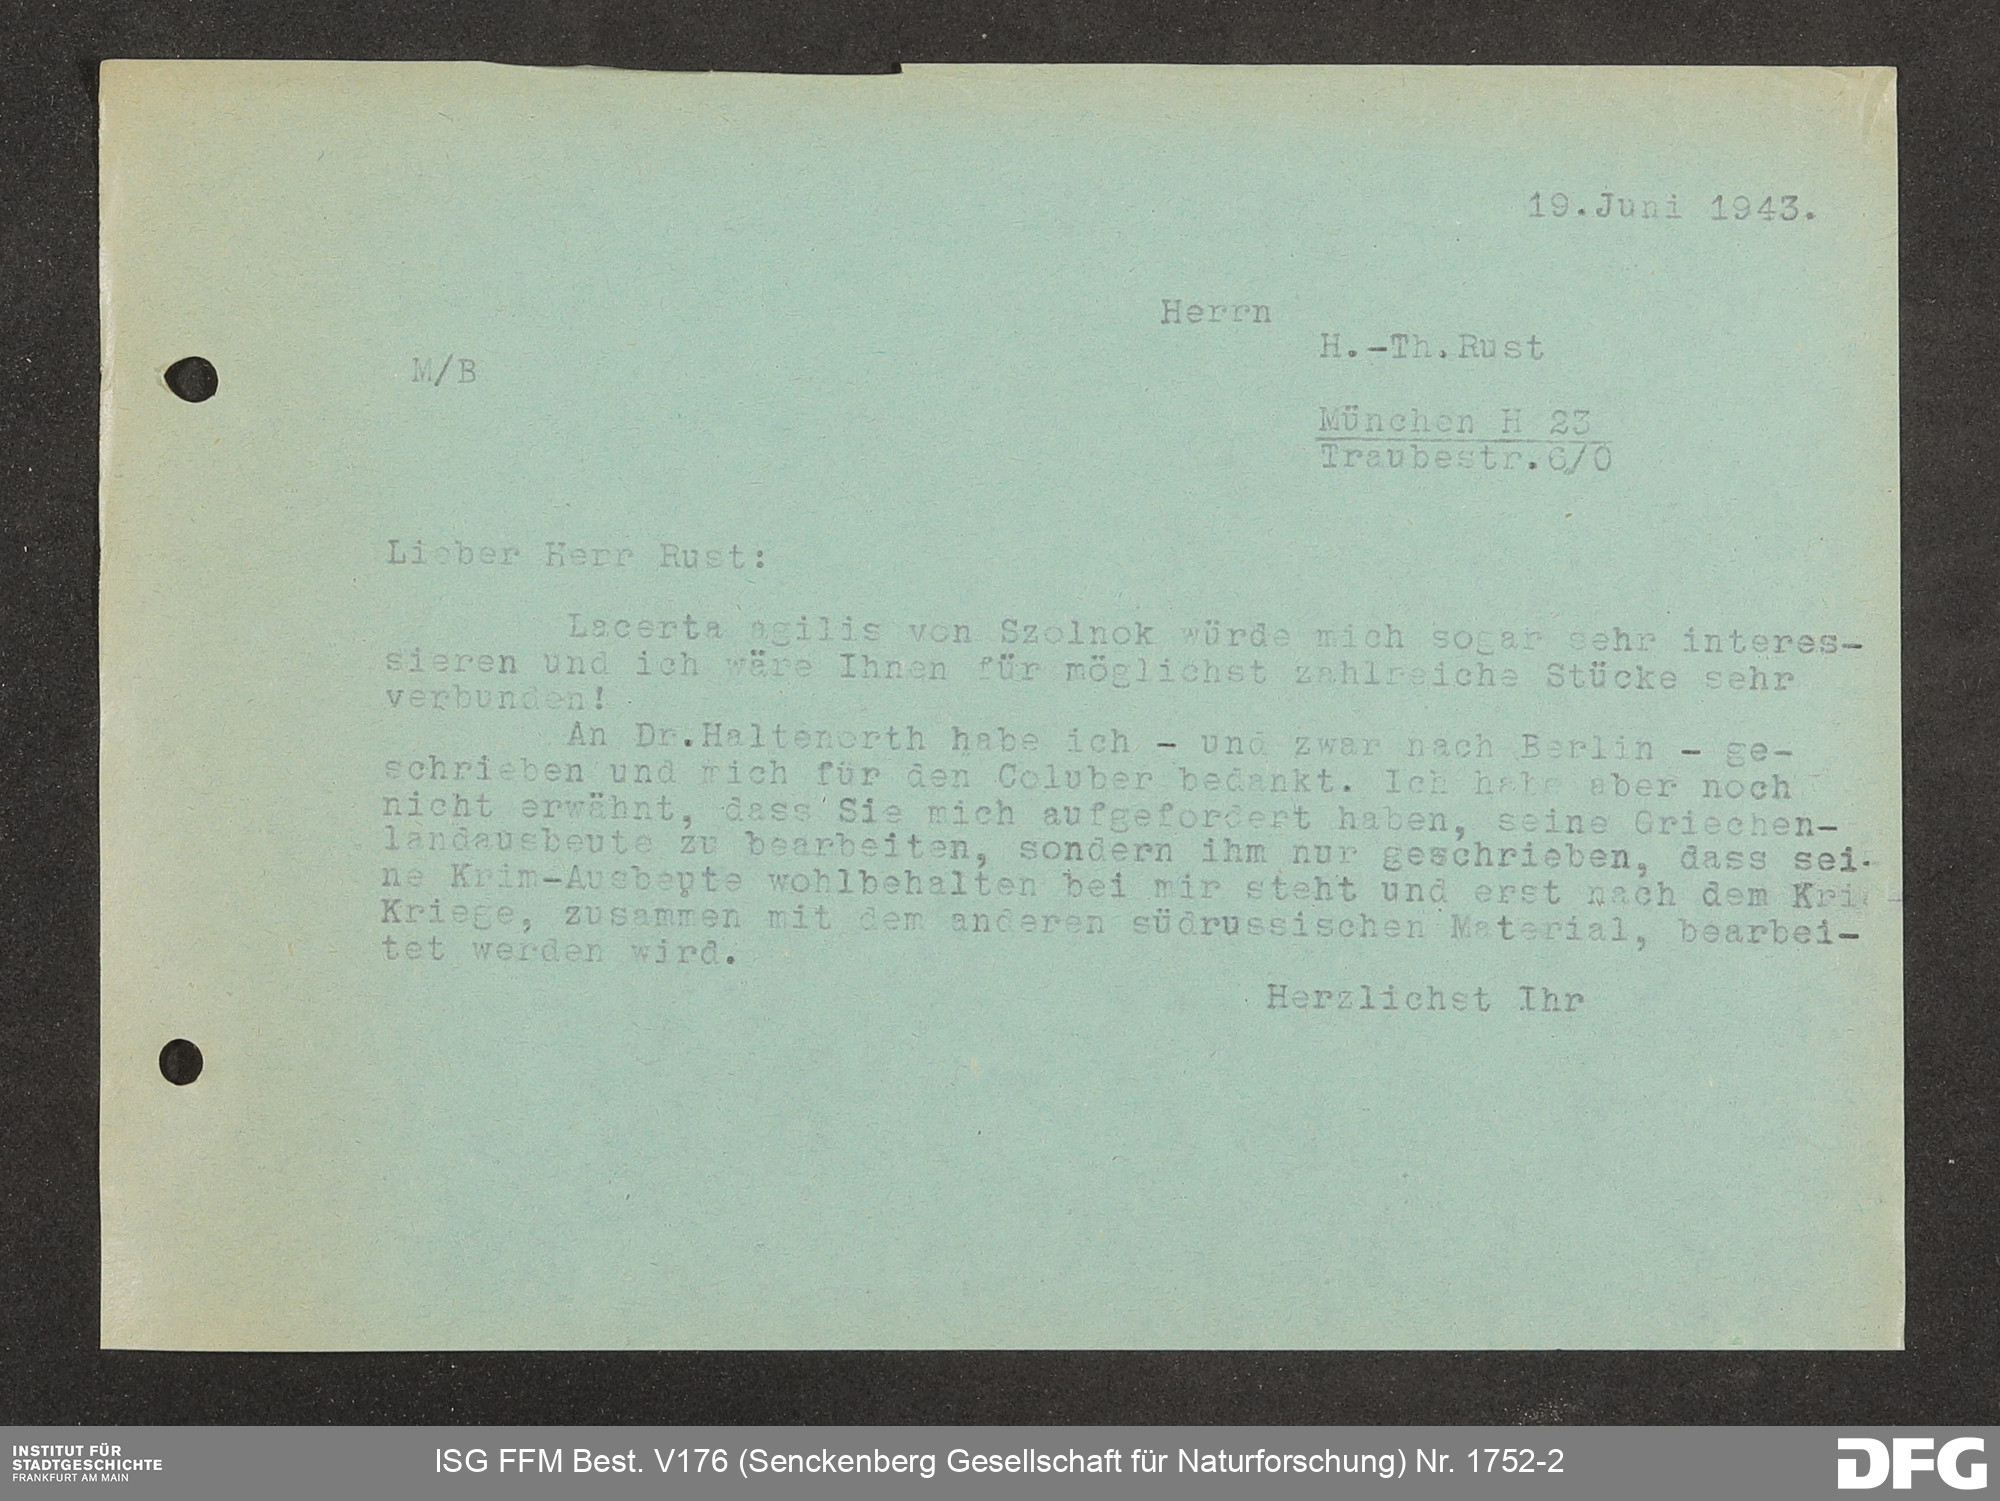 19.Juni 1943.
Herrn
H.-Th.Rust
M/B
München H 23
Traubestr.6/0
Lieber Herr Rust:
Lacerta agilis von Szolnok würde mich sogar sehr interes-
sieren und ich wäre Ihnen für möglichst zahlreiche Stücke sehr
verbunden!
An Dr.Haltenorth habe ich - und zwar nach Berlin - ge-
schrieben und mich für den Coluber bedankt. Ich habe aber noch
nicht erwähnt, dass Sie mich aufgefordert haben, seine Griechen-
landausbeute zu bearbeiten, sondern ihm nur geschrieben, dass sei-
ne Krim-Ausbeute wohlbehalten bei mir steht und erst nach dem Kri
Kriege, zusammen mit dem anderen südrussischen Material, bearbei-
tet werden wird.
Herzlichst Ihr
INSTITUT FÜR
STADTGESCHICHTE
FRANKFURT AM MAIN
ISG FFM Best. V176 (Senckenberg Gesellschaft für Naturforschung) Nr. 1752-2
DFG